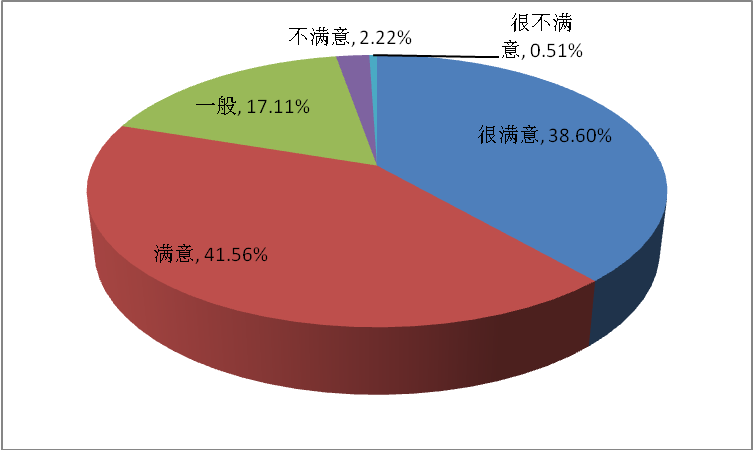 很不满
意, 0.51%
不满意, 2.22%
一般, 17.11%
很满意, 38.60%
满意, 41.56%